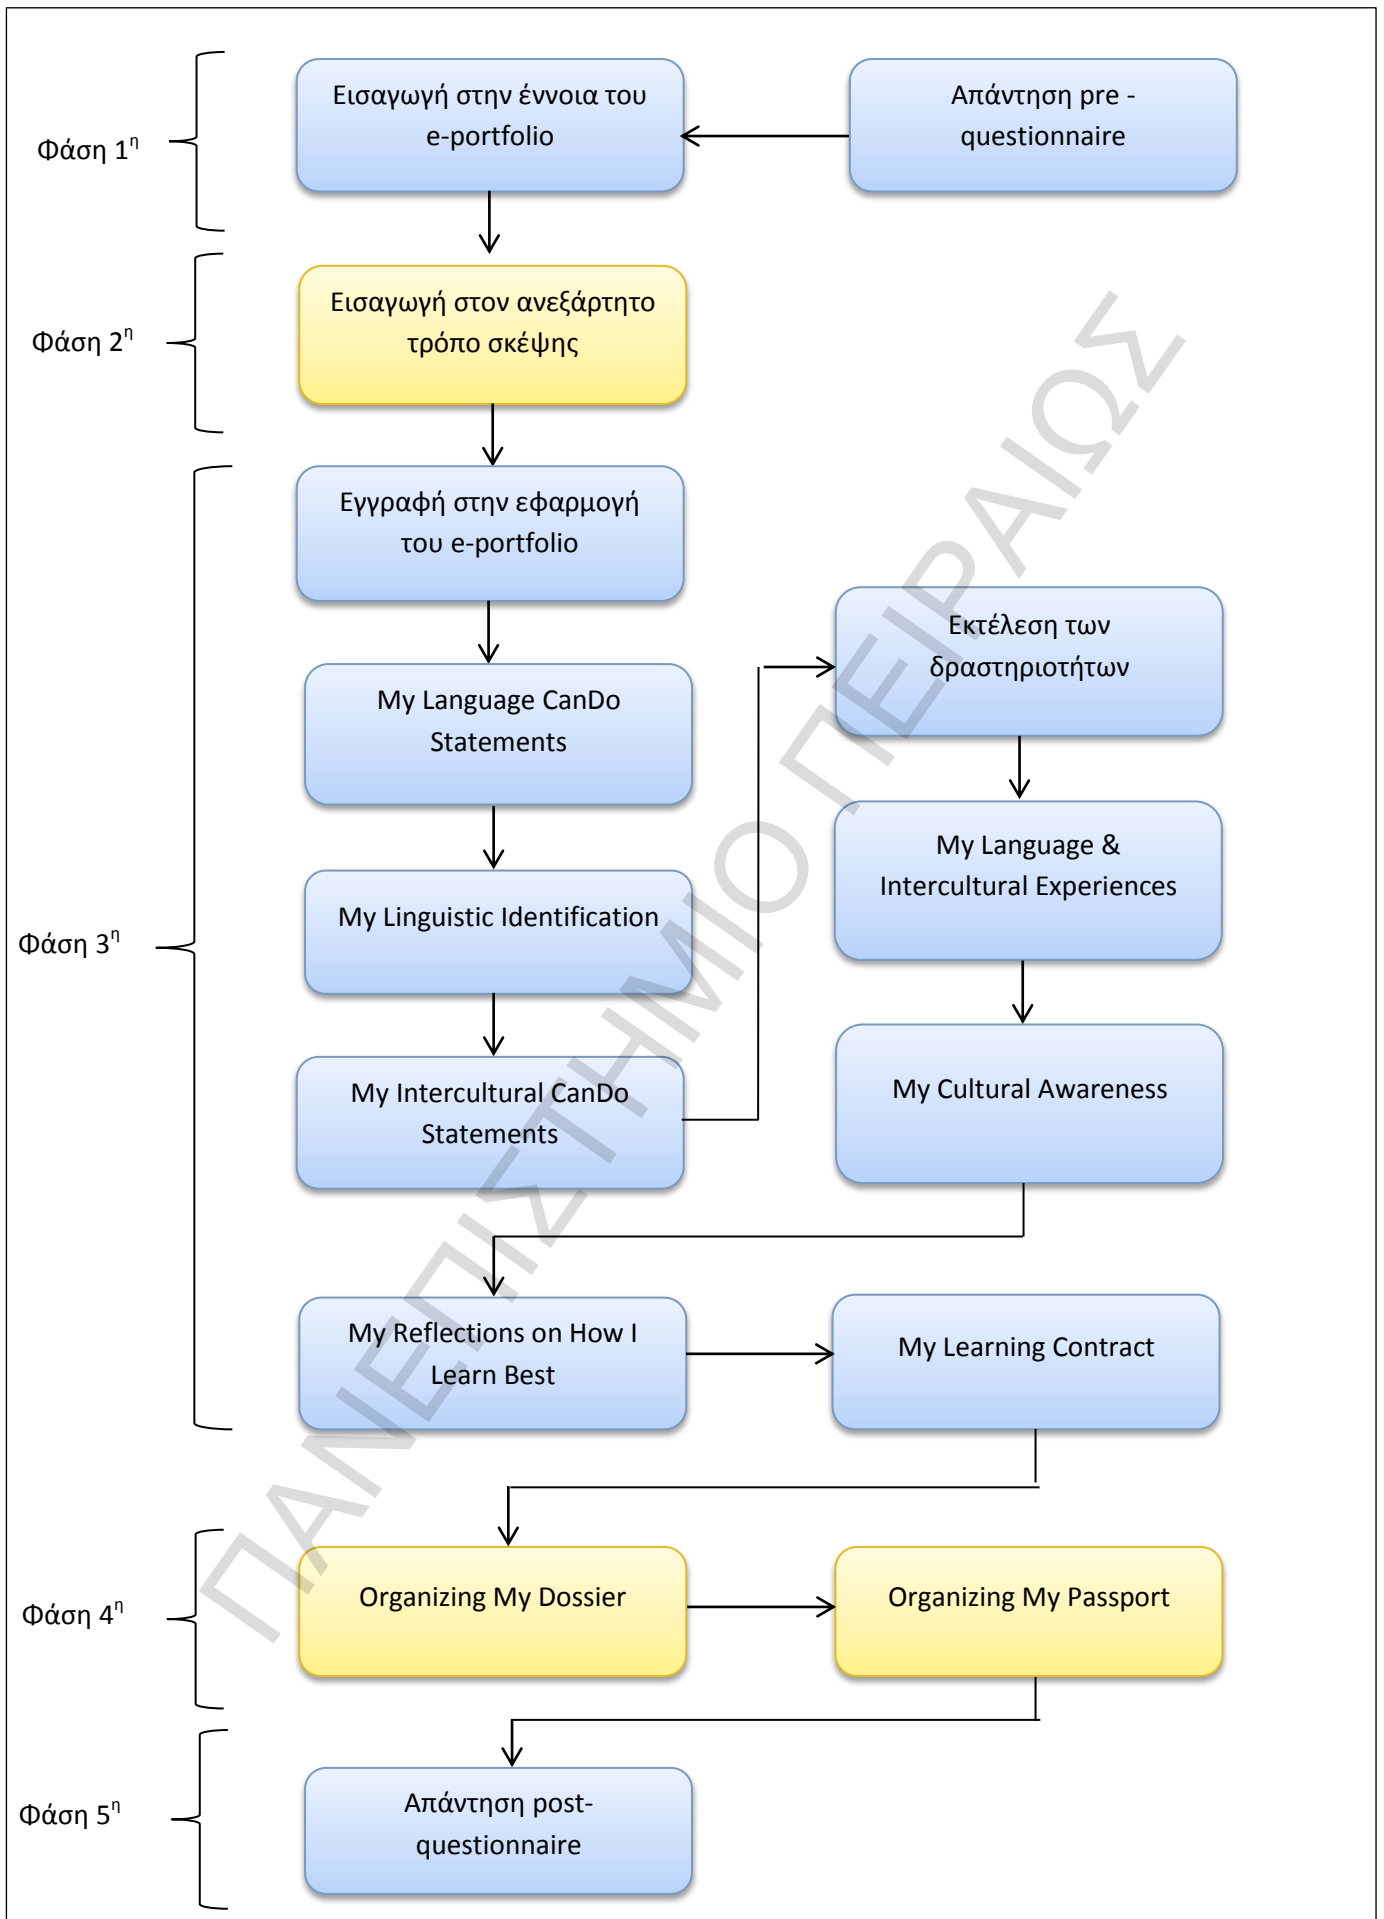 Φάση 1η
Εισαγωγή στην έννοια του
e-portfolio
Απάντηση pre -
questionnaire
Φάση 2η
Εισαγωγή στον ανεξάρτητο
τρόπο σκέψης
Φάση 3η
Εγγραφή στην εφαρμογή
του e-portfolio
My Language CanDo
Statements
My Linguistic Identification
My Intercultural CanDo
Statements
Εκτέλεση των
δραστηριοτήτων
My Language &
Intercultural Experiences
My Cultural Awareness
My Reflections on How I
Learn Best
My Learning Contract
Φάση 4η
Organizing My Dossier
Organizing My Passport
Φάση 5η
Απάντηση post-
questionnaire
ΠΑΝΕΠΙΣΤΗΜΙΟ ΠΕΙΡΑΙΩΣ